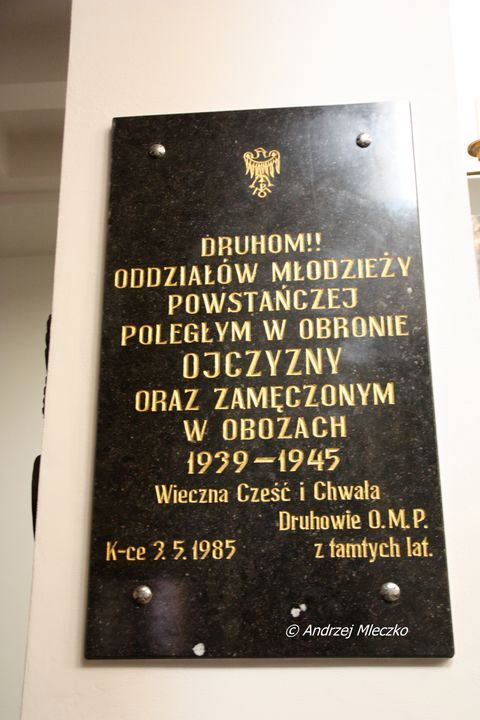 DRUHOM!!
ODDZIAŁÓW MŁODZIEŻY
POWSTAŃCZEJ
POLEGŁYM W OBRONIE
OJCZYZNY
ORAZ ZAMĘCZONYM
W OBOZACH
1939–1945
Wieczna Cześć i Chwała
Druhowie O.M.P.
K-ce 3.5.1985 z tamtych lat.
© Andrzej Mleczko